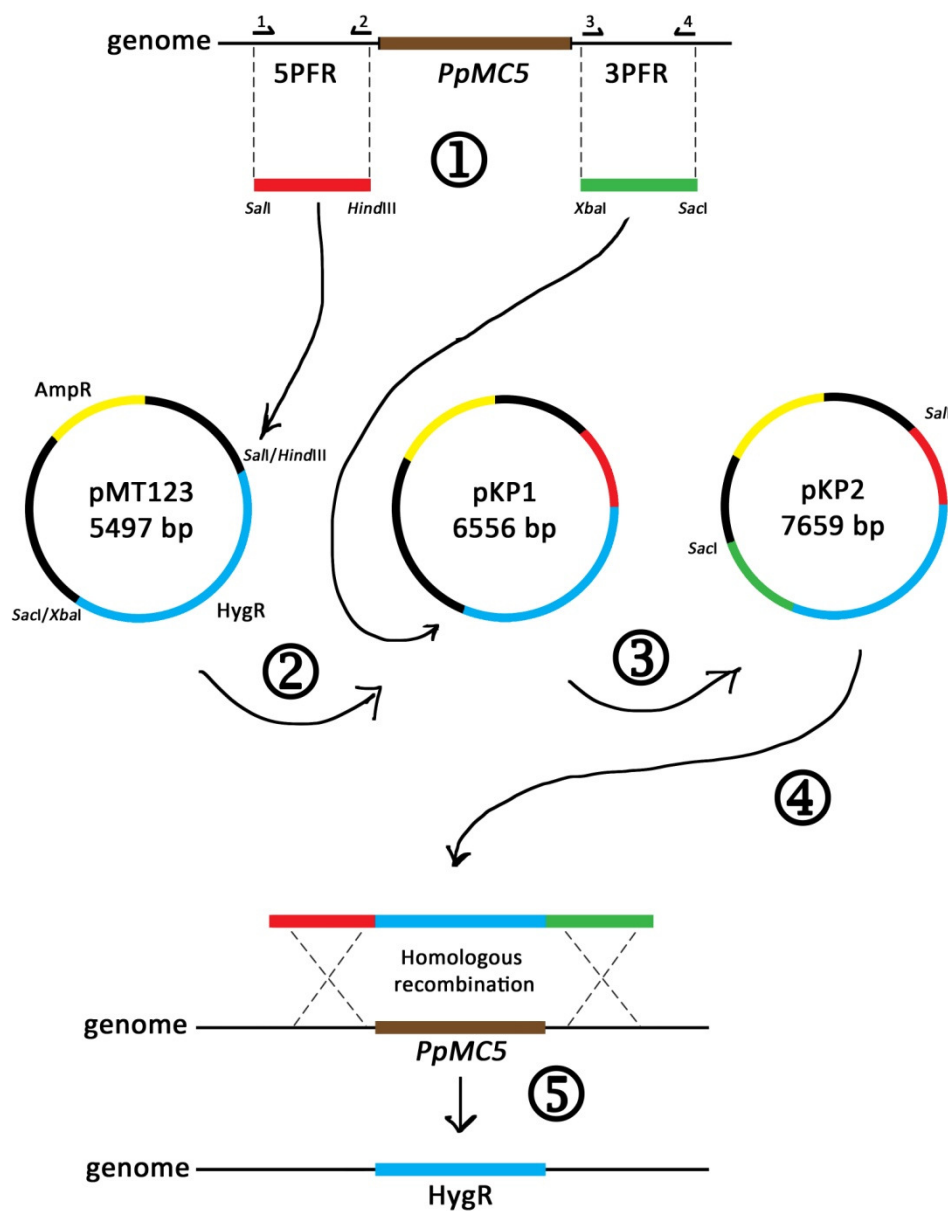 1 2 3 4
genome
5PFR PpMC5 3PFR
①
SalI HindIII XbaI SacI
AmpR
SalI/HindIII
SalI
pMT123
5497 bp
pKP1
6556 bp
pKP2
7659 bp
SacI
SacI/XbaI
HygR
②
③
④
Homologous
recombination
genome
PpMC5
⑤
genome
HygR